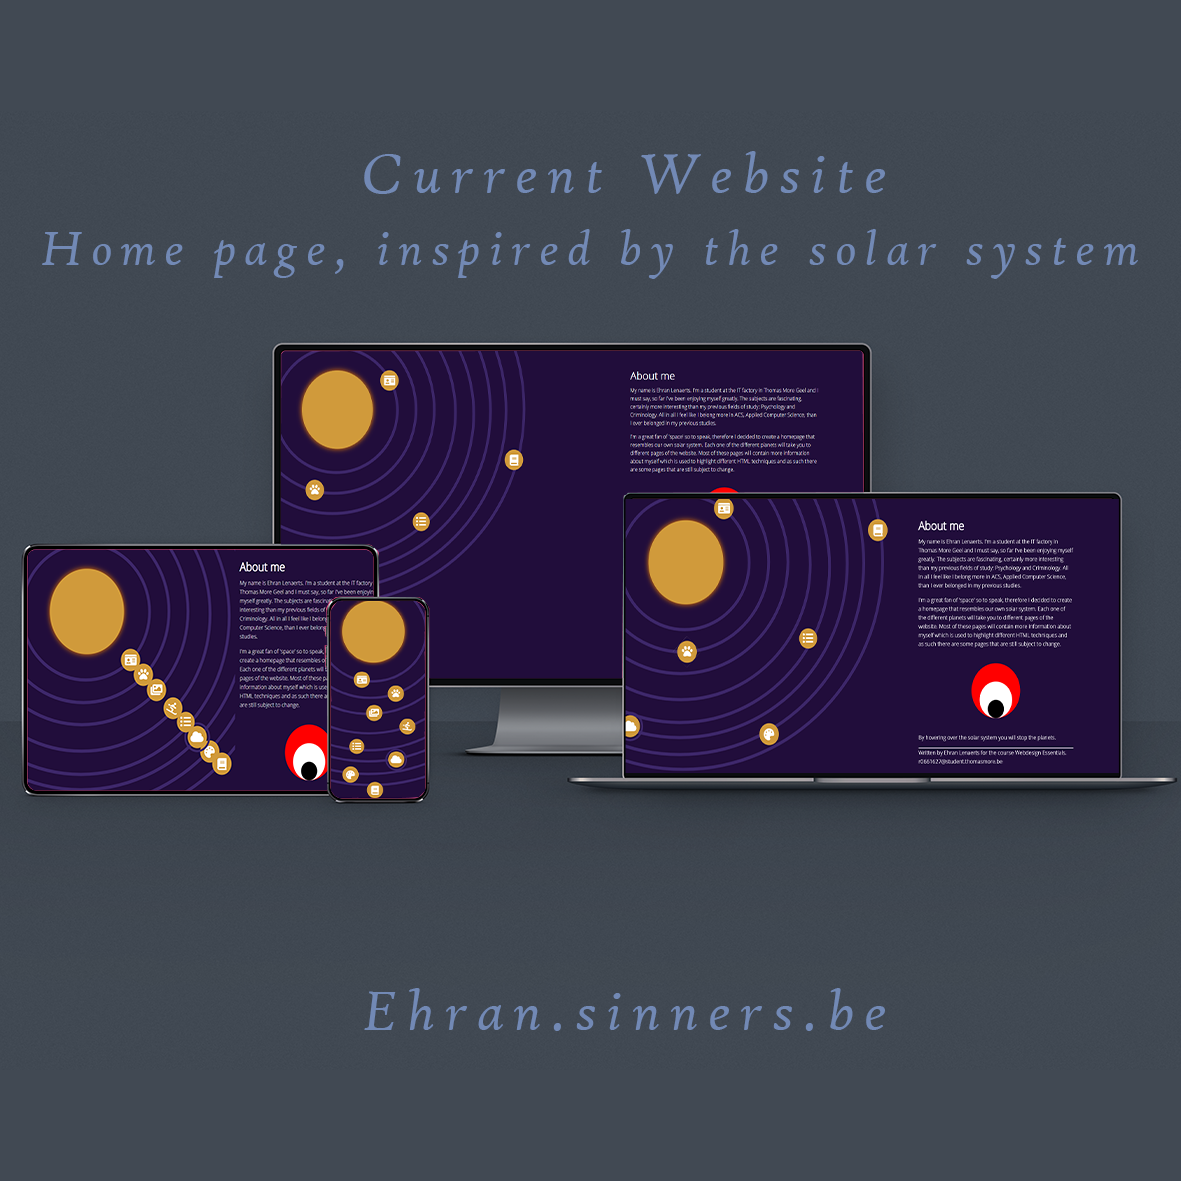 Current Website
Home page, inspired by the solar system
About me
My name is Ehran Lenaerts. I'm a student at the IT factory in Thomas More Geel and I
must say, so far I've been enjoying myself greatly. The subjects are fascinating,
certainly more interesting than my previous fields of study: Psychology and
Criminology. All in all I feel like I belong more in ACS, Applied Computer Science, than
I ever belonged in my previous studies.
I'm a great fan of 'space' so to speak, therefore I decided to create a homepage that
resembles our own solar system. Each one of the different planets will take you to
different pages of the website. Most of these pages will contain more information
about myself which is used to highlight different HTML techniques and as such there
are some pages that are still subject to change.
About me
My name is Ehran Lenaerts. I'm a student at the IT factory in
Thomas More Geel and I must say, so far I've been enjoying myself
greatly. The subjects are fascinating, certainly more interesting
than my previous fields of study: Psychology and Criminology. All
in all I feel like I belong more in ACS, Applied Computer Science,
than I ever belonged in my previous studies.
I'm a great fan of 'space' so to speak, therefore I decided to create
a homepage that resembles our own solar system. Each one of
the different planets will take you to different pages of the
website. Most of these pages will contain more information about
myself which is used to highlight different HTML techniques and
as such there are some pages that are still subject to change.
By hovering over the solar system you will stop the planets.
Written by Ehran Lenaerts for the course Webdesign Essentials.
r0661627@student.thomasmore.be
About me
My name is Ehran Lenaerts. I'm a student at the IT factory
Thomas More Geel and I must say, so far I've been enjoyin
myself greatly. The subjects are fascin
interesting than my previous fields of
Criminology. All in all I feel like I belon
Computer Science, than I ever belong
studies.
I'm a great fan of 'space' so to speak,
create a homepage that resembles o
Each one of the different planets will
pages of the website. Most of these p
information about myself which is use
HTML techniques and as such there a
are still subject to change.
Ehran.sinners.be